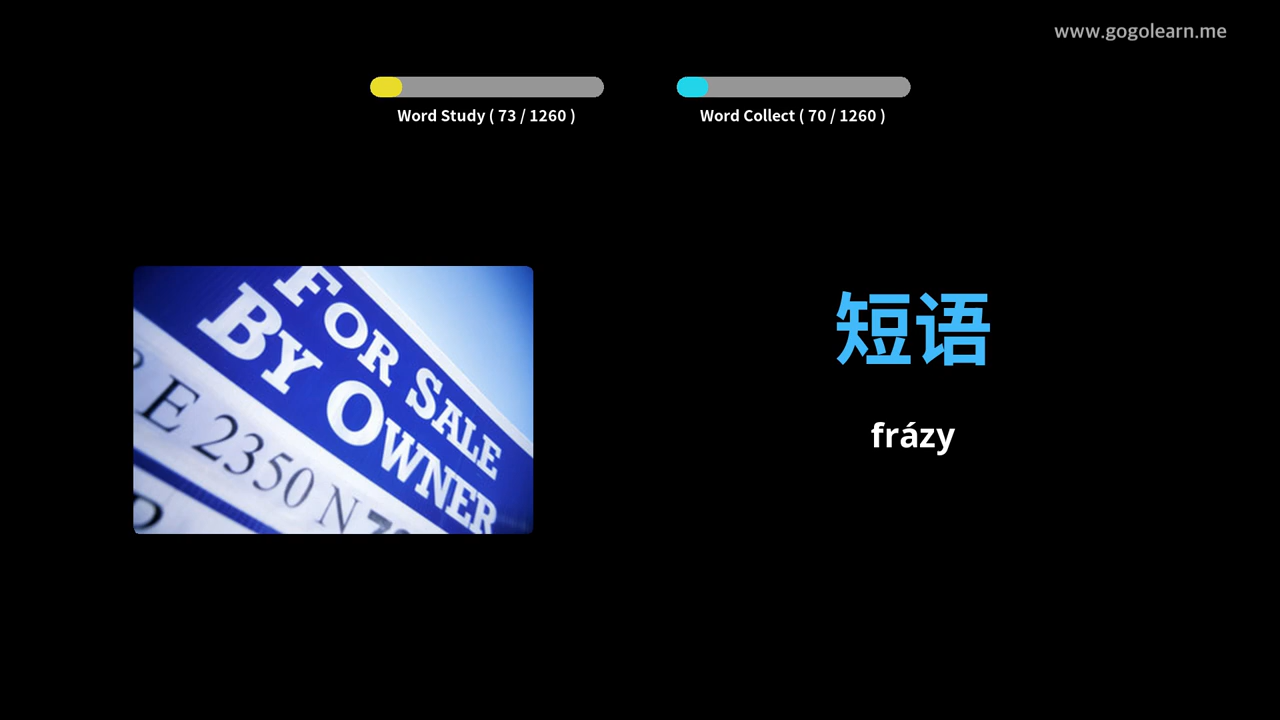 www.gogolearn.me
Word Study ( 73 / 1260 )
Word Collect ( 70 / 1260 )
FOR SALE
BY OWNER
E 2350 N
短语
frázy